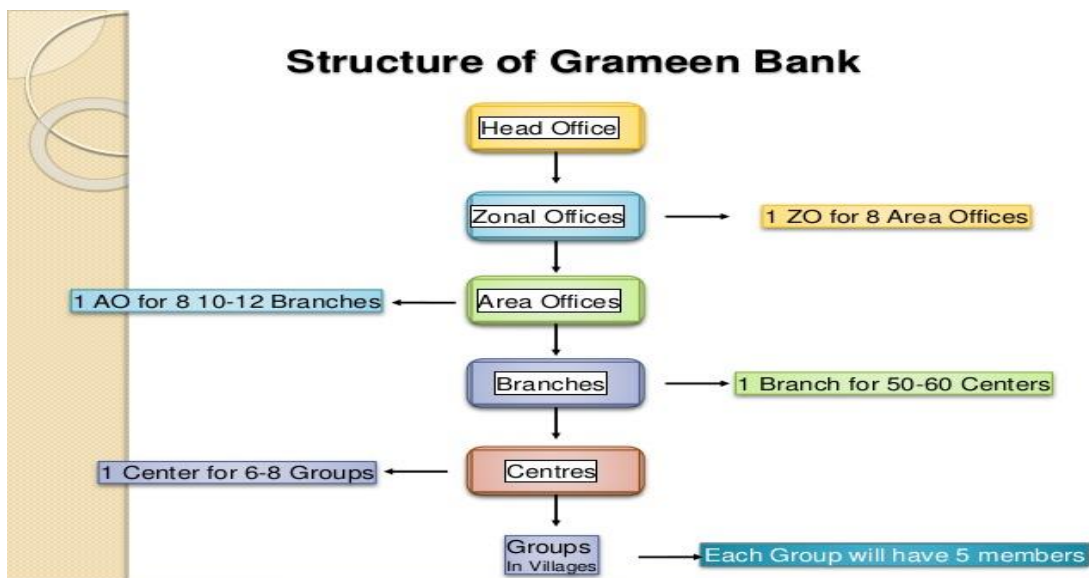 Structure of Grameen Bank
Head Office
Zonal Offices
1 ZO for 8 Area Offices
1 AO for 8 10-12 Branches
Area Offices
Branches
1 Branch for 50-60 Centers
1 Center for 6-8 Groups
Centres
Groups
In Villages
Each Group will have 5 members